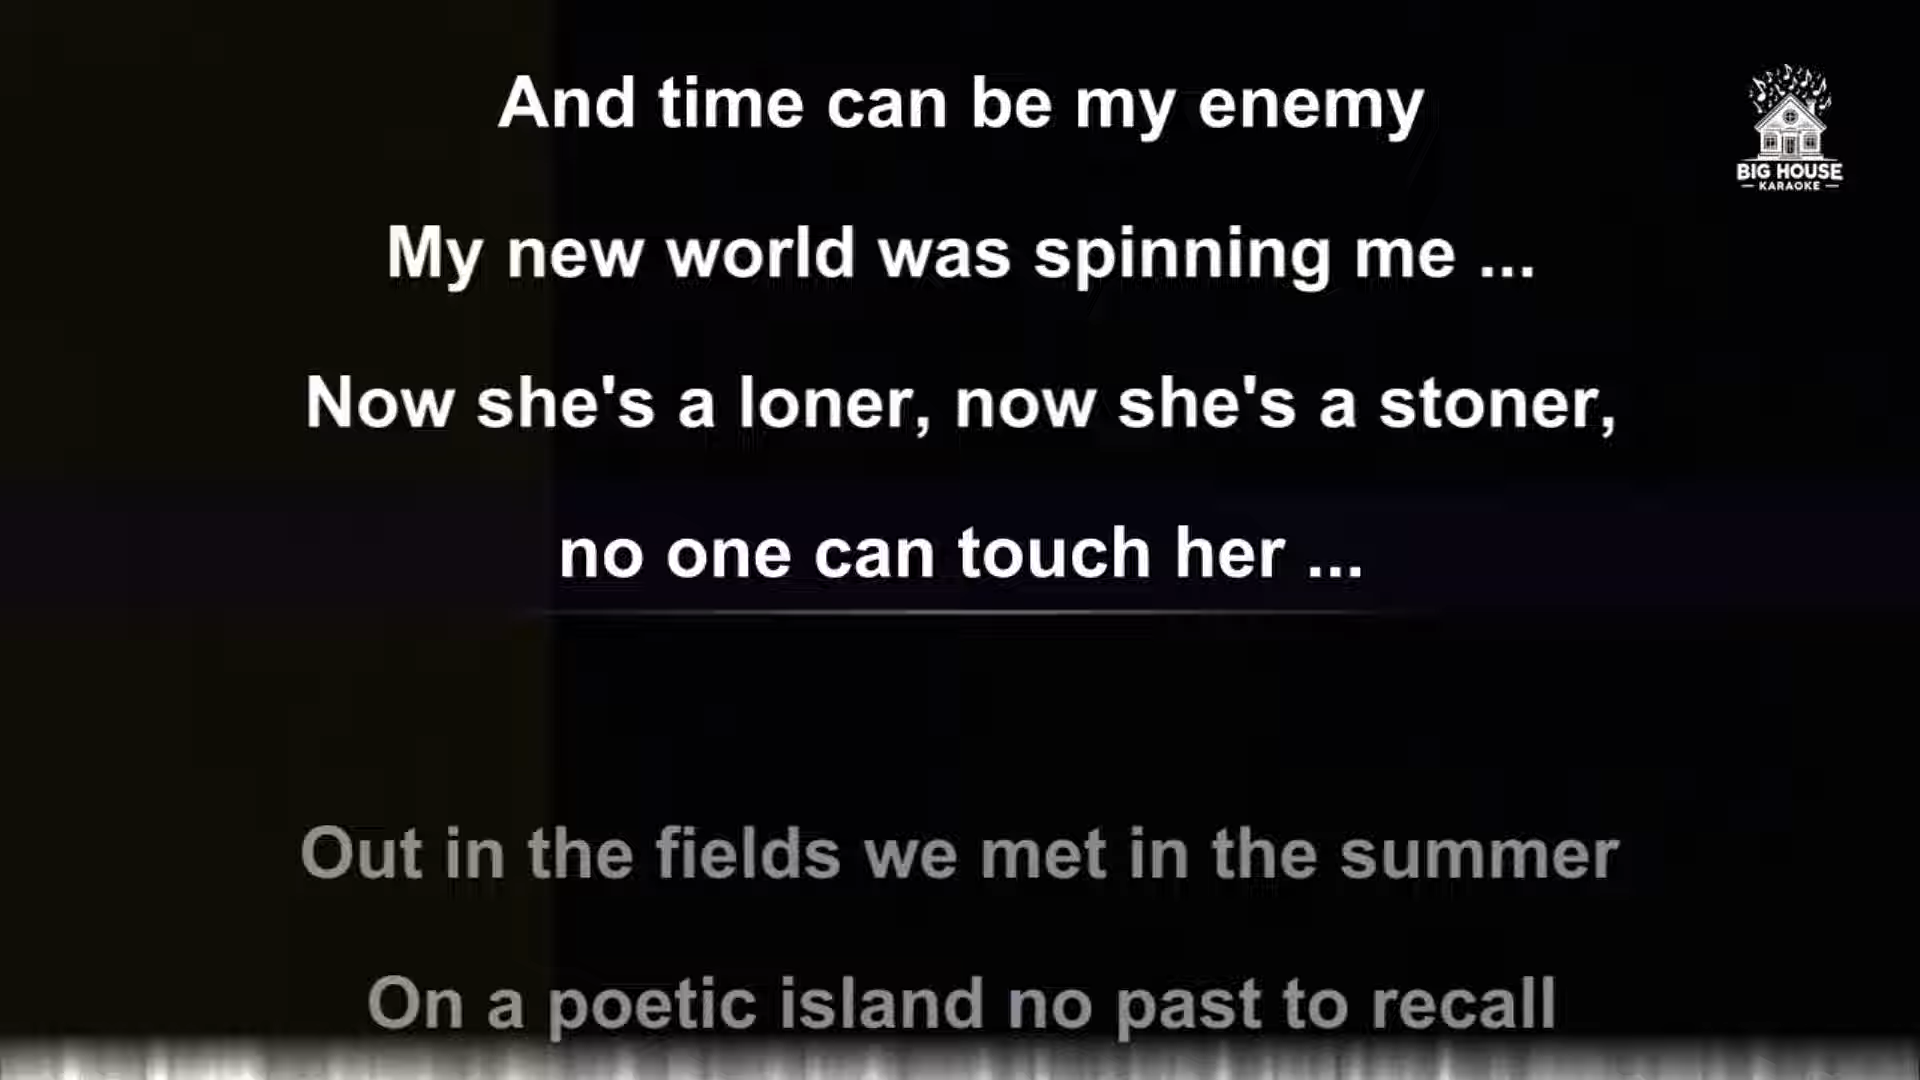 And time can be my enemy
BIG HOUSE
KARAOKE
My new world was spinning me ...
Now she's a loner, now she's a stoner,
no one can touch her ...
Out in the fields we met in the summer
On a poetic island no past to recall